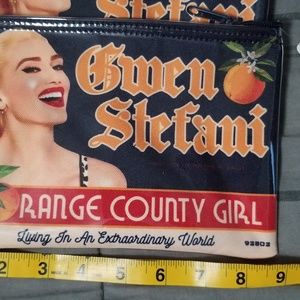 Gwen
Stefani
RANGE COUNTY GIRL
Living In An Extraordinary World
92802
2 3 4 5 6 7 8 9